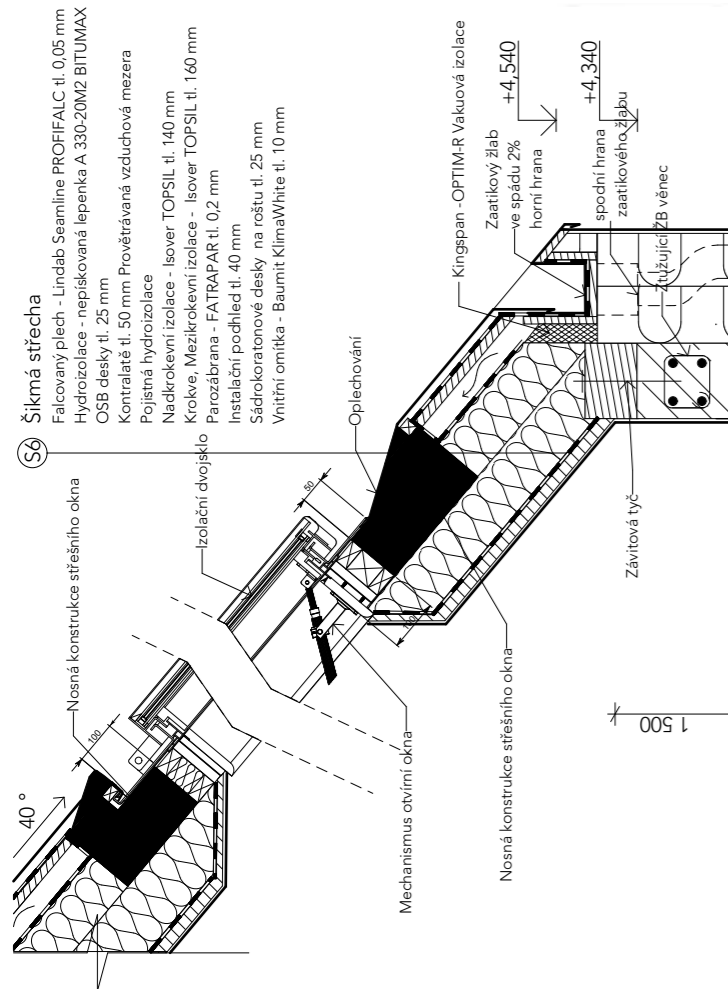 S6 Šikmá střecha
Falcovaný plech - Lindab Seamline PROFIFALC tl. 0,05 mm
Hydroizolace - nepískovaná lepenka A 330-20M2 BITUMAX
OSB desky tl. 25 mm
Kontralatě tl. 50 mm Provětrávaná vzduchová mezera
Pojistná hydroizolace
Nadkrokevní izolace - Isover TOPSIL tl. 140 mm
Krokve, Mezikrokevní izolace - Isover TOPSIL tl. 160 mm
Parozábrana - FATRAPAR tl. 0,2 mm
Instalační podhled tl. 40 mm
Sádrokoratonové desky na roštu tl. 25 mm
Vnitřní omítka - Baumit KlimaWhite tl. 10 mm
Nosná konstrukce střešního okna
Izolační dvojsklo
Oplechování
Kingspan - OPTIM-R Vakuová izolace
Zaatikový žlab
ve spádu 2%
horní hrana
+4,540
+4,340
spodní hrana
zaatikového žlabu
Ztužující ŽB věnec
40 °
100
50
100
Mechanismus otvírní okna
Nosná konstrukce střešního okna
Závitová tyč
1 500